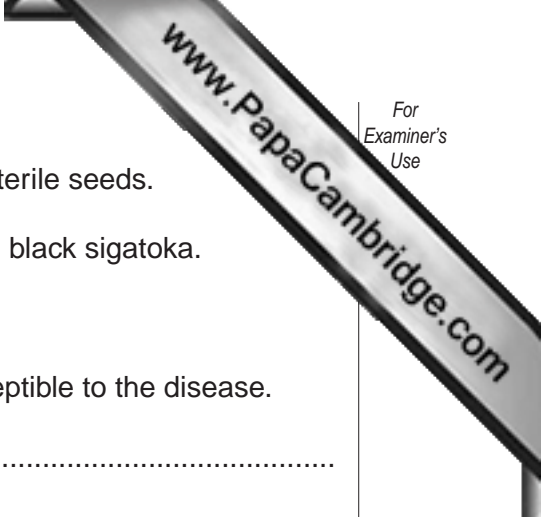 www.PapaCambridge.com
For
Examiner's
Use
terile seeds.
black sigatoka.
eptible to the disease.
..........................................